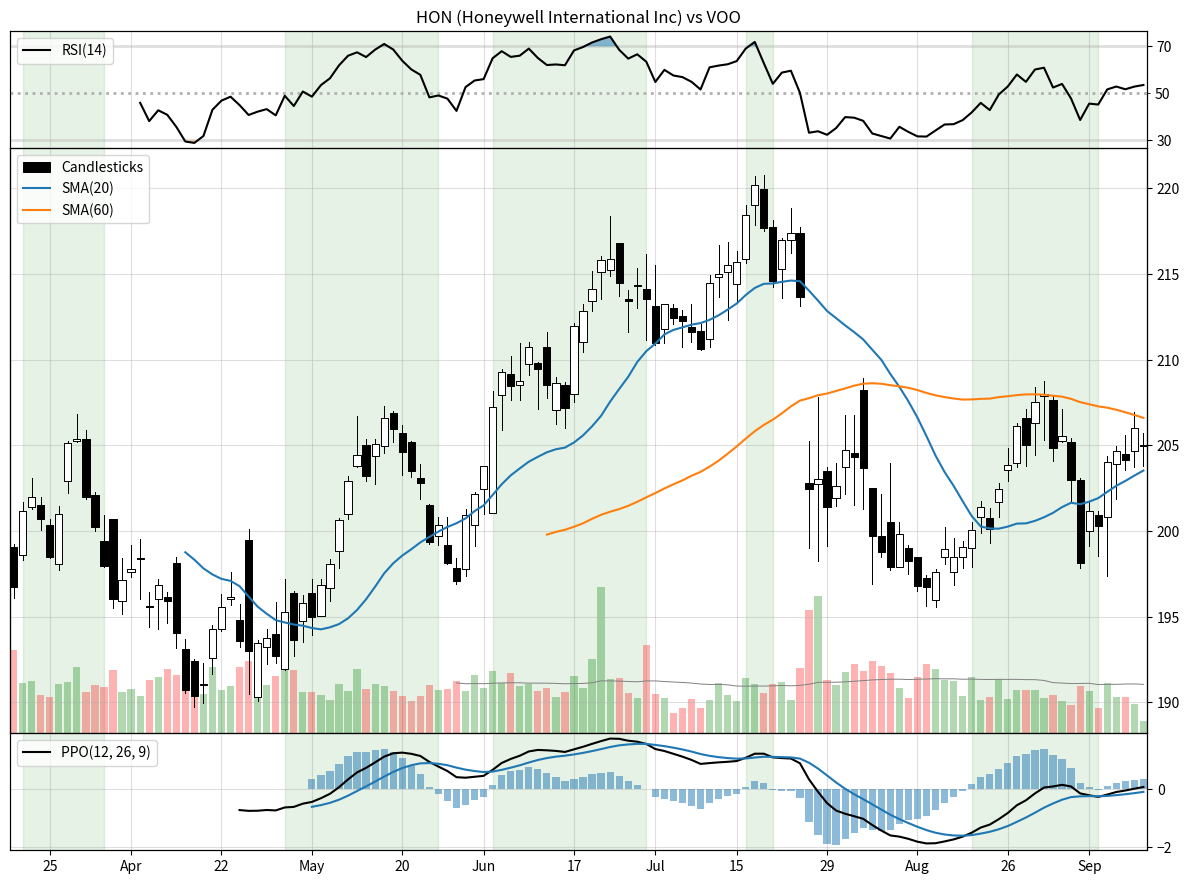 HON (Honeywell International Inc) vs VOO
RSI(14)
70
50
30
Candlesticks
SMA(20)
SMA(60)
220
215
210
205
200
195
190
PPO(12, 26, 9)
0
−2
25 Apr 22 May 20 Jun 17 Jul 15 29 Aug 26 Sep